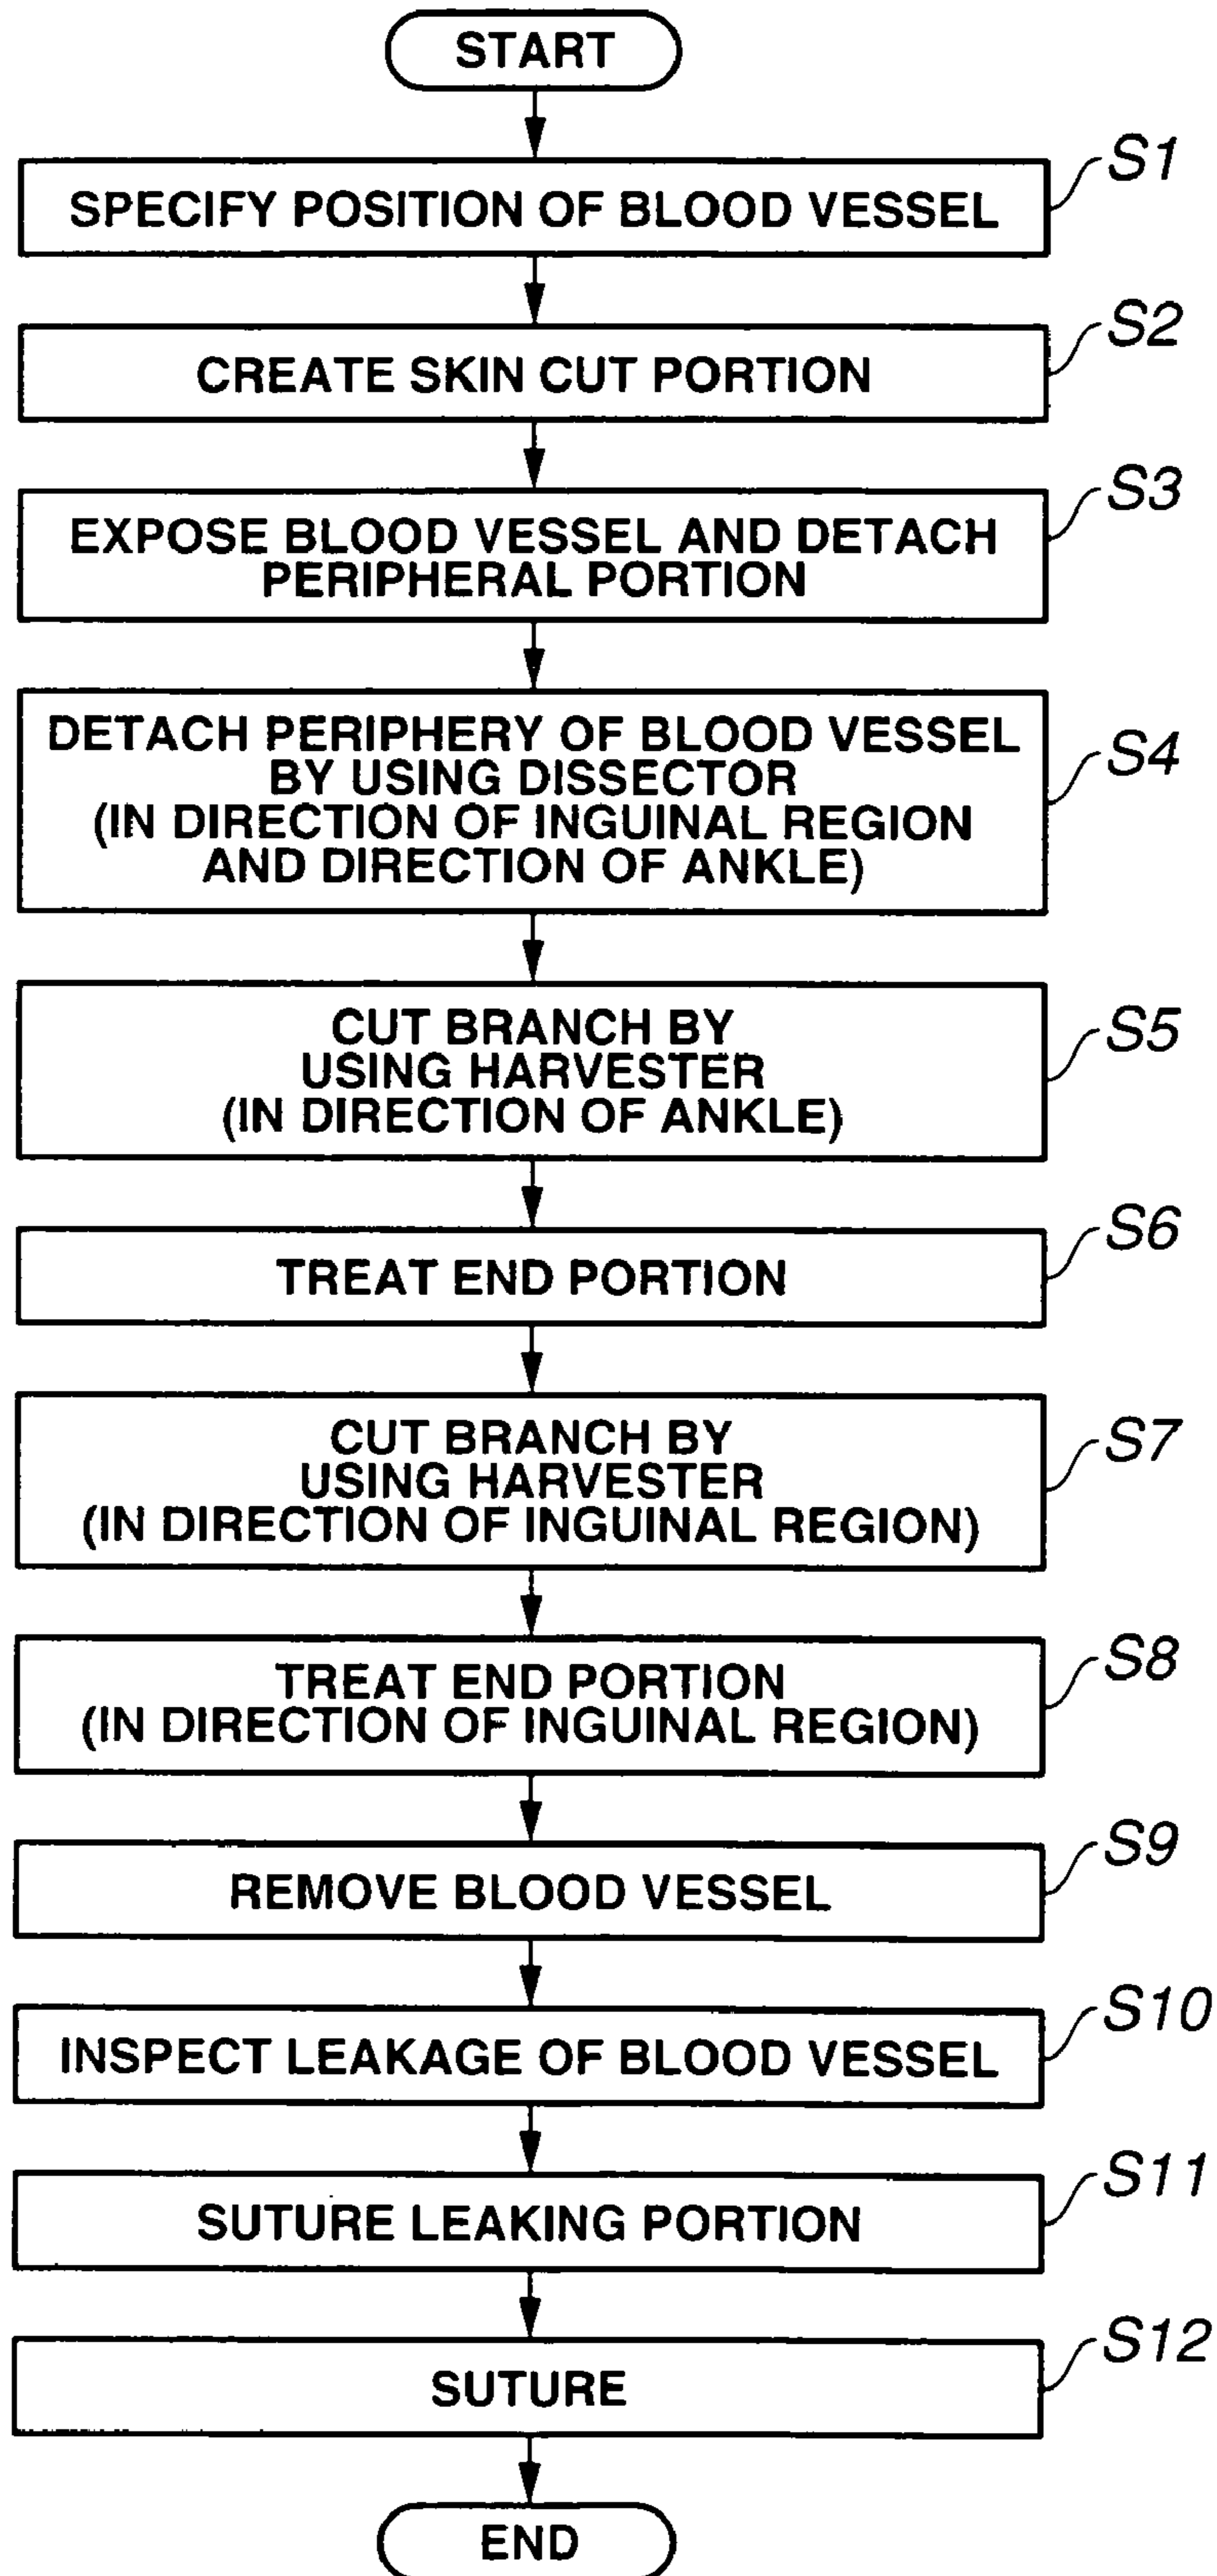 START
S1
SPECIFY POSITION OF BLOOD VESSEL
S2
CREATE SKIN CUT PORTION
S3
EXPOSE BLOOD VESSEL AND DETACH
PERIPHERAL PORTION
S4
DETACH PERIPHERY OF BLOOD VESSEL
BY USING DISSECTOR
(IN DIRECTION OF INGUINAL REGION
AND DIRECTION OF ANKLE)
S5
CUT BRANCH BY
USING HARVESTER
(IN DIRECTION OF ANKLE)
S6
TREAT END PORTION
S7
CUT BRANCH BY
USING HARVESTER
(IN DIRECTION OF INGUINAL REGION)
S8
TREAT END PORTION
(IN DIRECTION OF INGUINAL REGION)
S9
REMOVE BLOOD VESSEL
S10
INSPECT LEAKAGE OF BLOOD VESSEL
S11
SUTURE LEAKING PORTION
S12
SUTURE
END